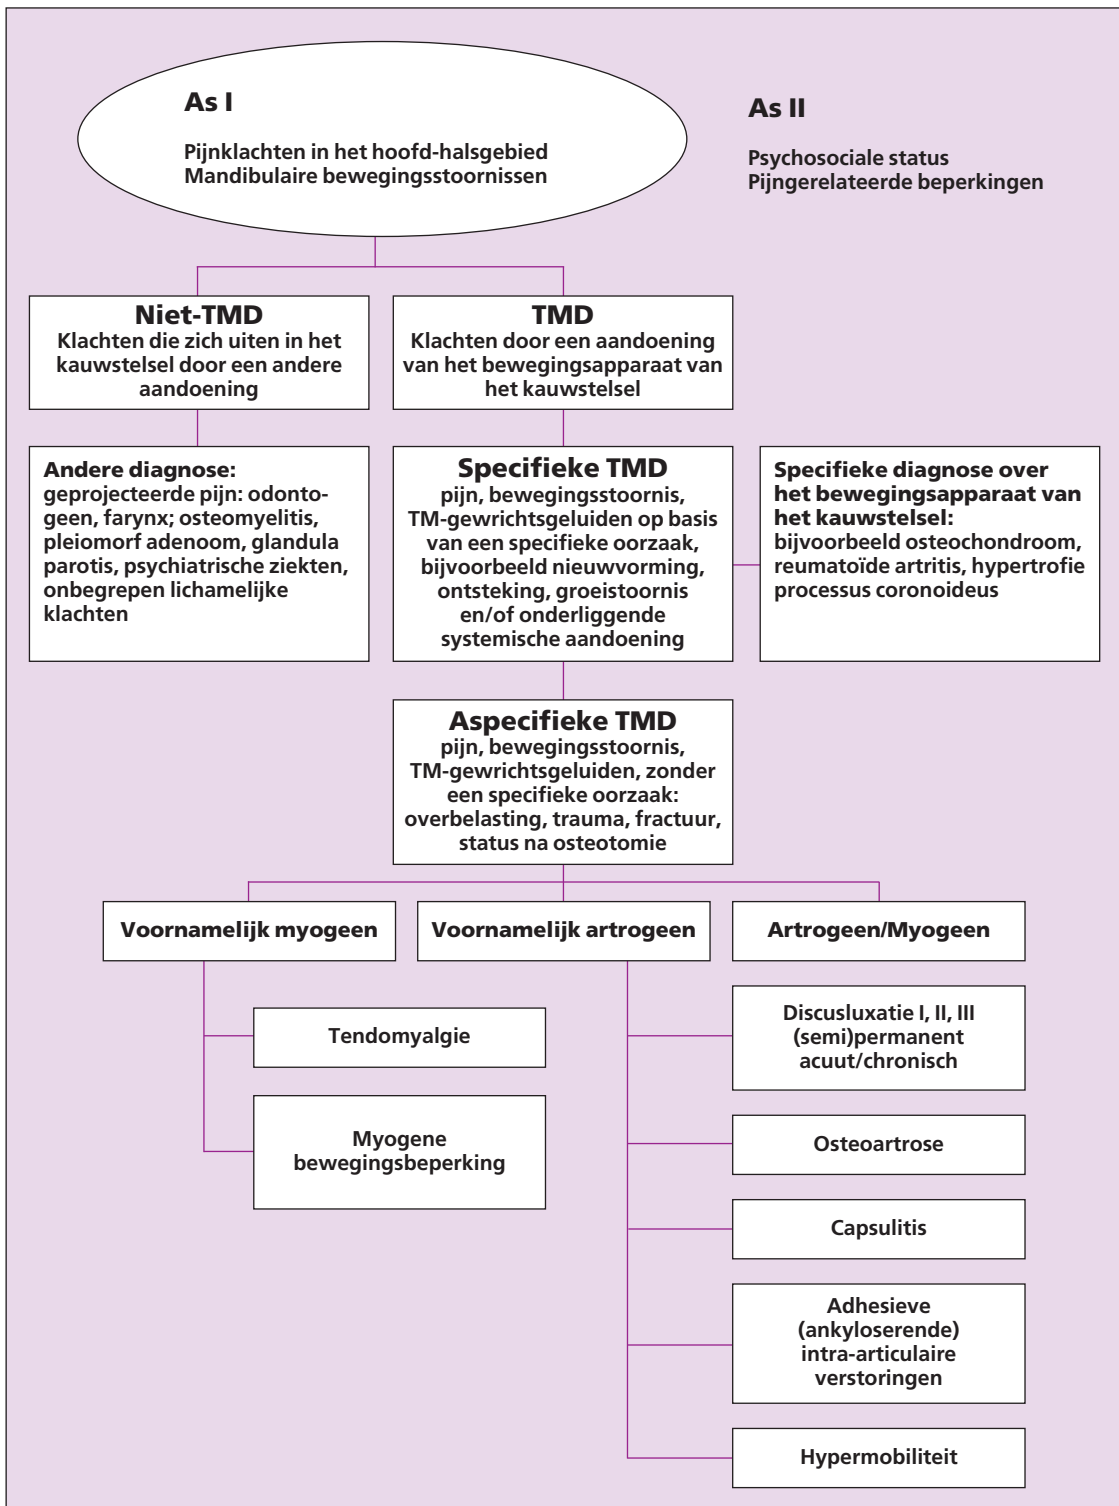 As I
Pijnklachten in het hoofd-halsgebied
Mandibulaire bewegingsstoornissen
As II
Psychosociale status
Pijngerelateerde beperkingen
Niet-TMD
Klachten die zich uiten in het
kauwstelsel door een andere
aandoening
TMD
Klachten door een aandoening
van het bewegingsapparaat van
het kauwstelsel
Andere diagnose:
geprojecteerde pijn: odonto-
geen, farynx; osteomyelitis,
pleiomorf adenoom, glandula
parotis, psychiatrische ziekten,
onbegrepen lichamelijke
klachten
Specifieke TMD
pijn, bewegingsstoornis,
TM-gewrichtsgeluiden op basis
van een specifieke oorzaak,
bijvoorbeeld nieuwvorming,
ontsteking, groeistoornis
en/of onderliggende
systemische aandoening
Specifieke diagnose over
het bewegingsapparaat van
het kauwstelsel:
bijvoorbeeld osteochondroom,
reumatoïde artritis, hypertrofie
processus coronoideus
Aspecifieke TMD
pijn, bewegingsstoornis,
TM-gewrichtsgeluiden, zonder
een specifieke oorzaak:
overbelasting, trauma, fractuur,
status na osteotomie
Voornamelijk myogeen
Voornamelijk artrogeen
Artrogeen/Myogeen
Tendomyalgie
Myogene
bewegingsbeperking
Discusluxatie I, II, III
(semi)permanent
acuut/chronisch
Osteoartrose
Capsulitis
Adhesieve
(ankyloserende)
intra-articulaire
verstoringen
Hypermobiliteit